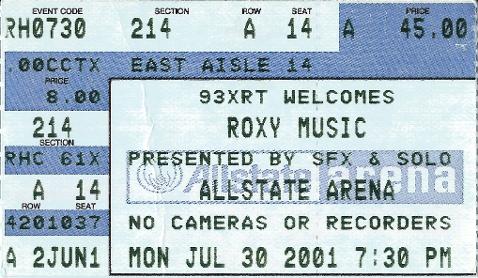 EVENT CODE SECTION ROW SEAT PRICE
RH0730 214 A 14 A 45.00
.00CCTX EAST AISLE 14
PRICE
8.00 93XRT WELCOMES
214 ROXY MUSIC
SECTION
RHC 61X PRESENTED BY SFX & SOLO
Allstate arena
A 14 ALLSTATE ARENA
ROW SEAT
4201037 NO CAMERAS OR RECORDERS
A 2JUN1 MON JUL 30 2001 7:30 PM